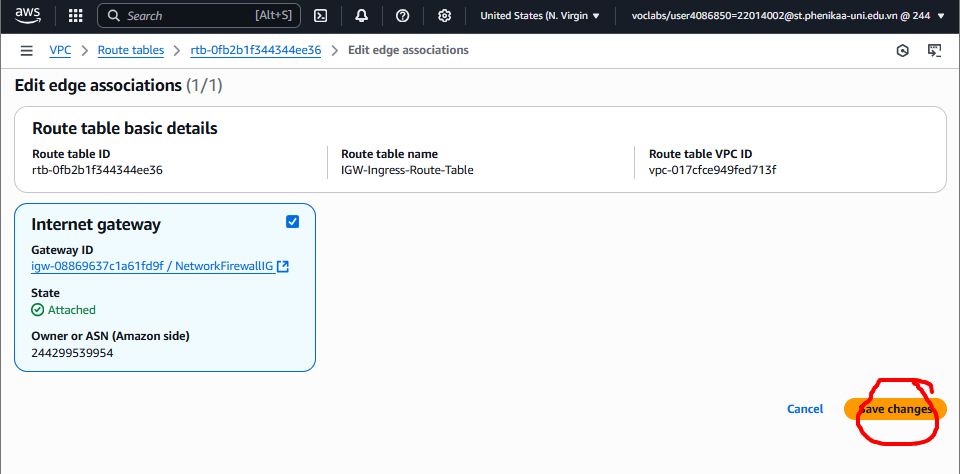 aws
Search [Alt+S] United States (N. Virgin voclabs/user4086850=22014002@st.phenikaa-uni.edu.vn @ 244
VPC Route tables rtb-0fb2b1f344344ee36 Edit edge associations
Edit edge associations (1/1)
Route table basic details
Route table ID Route table name Route table VPC ID
rtb-0fb2b1f344344ee36 IGW-Ingress-Route-Table vpc-017cfce949fed713f
Internet gateway
Gateway ID
igw-08869637c1a61fd9f / NetworkFirewallIG
State
Attached
Owner or ASN (Amazon side)
244299539954
Cancel Save changes